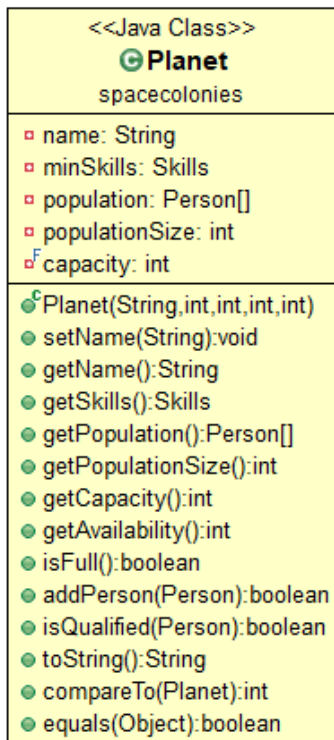 <<Java Class>>
C Planet
spacecolonies
name: String
minSkills: Skills
population: Person[]
populationSize: int
F capacity: int
C Planet(String,int,int,int,int)
setName(String):void
getName():String
getSkills():Skills
getPopulation():Person[]
getPopulationSize():int
getCapacity():int
getAvailability():int
isFull():boolean
addPerson(Person):boolean
isQualified(Person):boolean
toString():String
compareTo(Planet):int
equals(Object):boolean